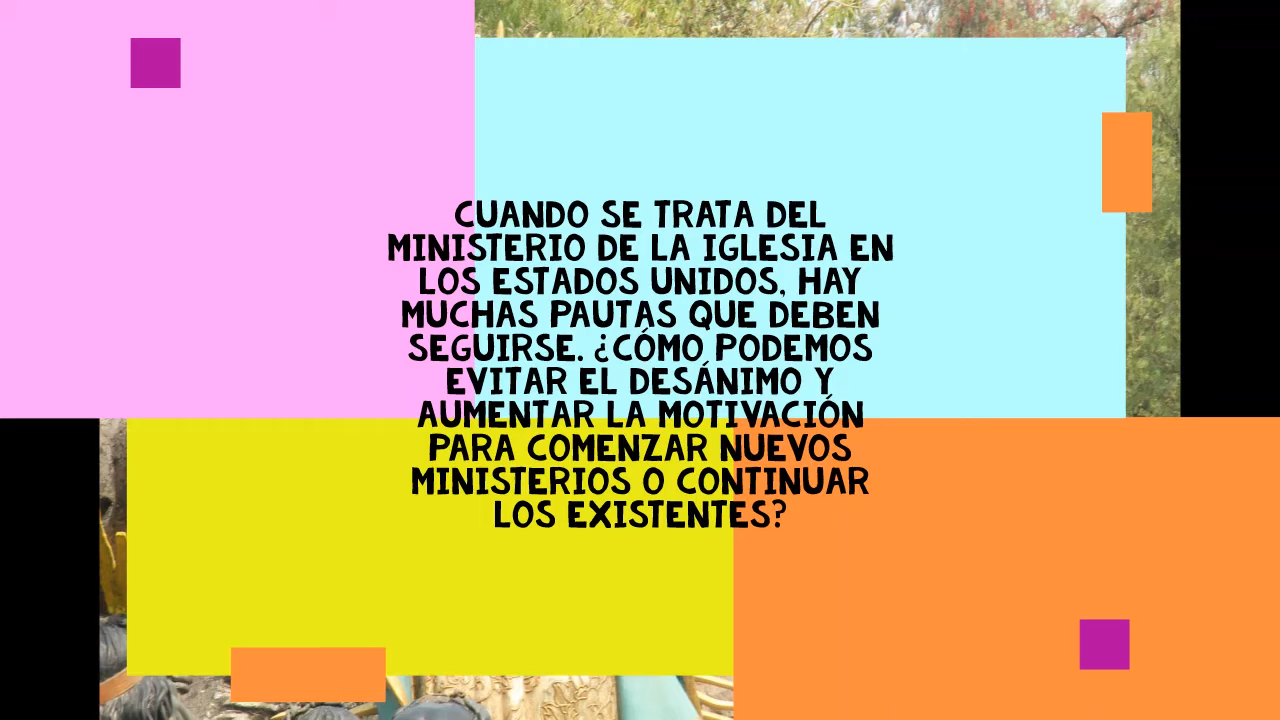 CUANDO SE TRATA DEL
MINISTERIO DE LA IGLESIA EN
LOS ESTADOS UNIDOS, HAY
MUCHAS PAUTAS QUE DEBEN
SEGUIRSE. ¿CÓMO PODEMOS
EVITAR EL DESÁNIMO Y
AUMENTAR LA MOTIVACIÓN
PARA COMENZAR NUEVOS
MINISTERIOS O CONTINUAR
LOS EXISTENTES?